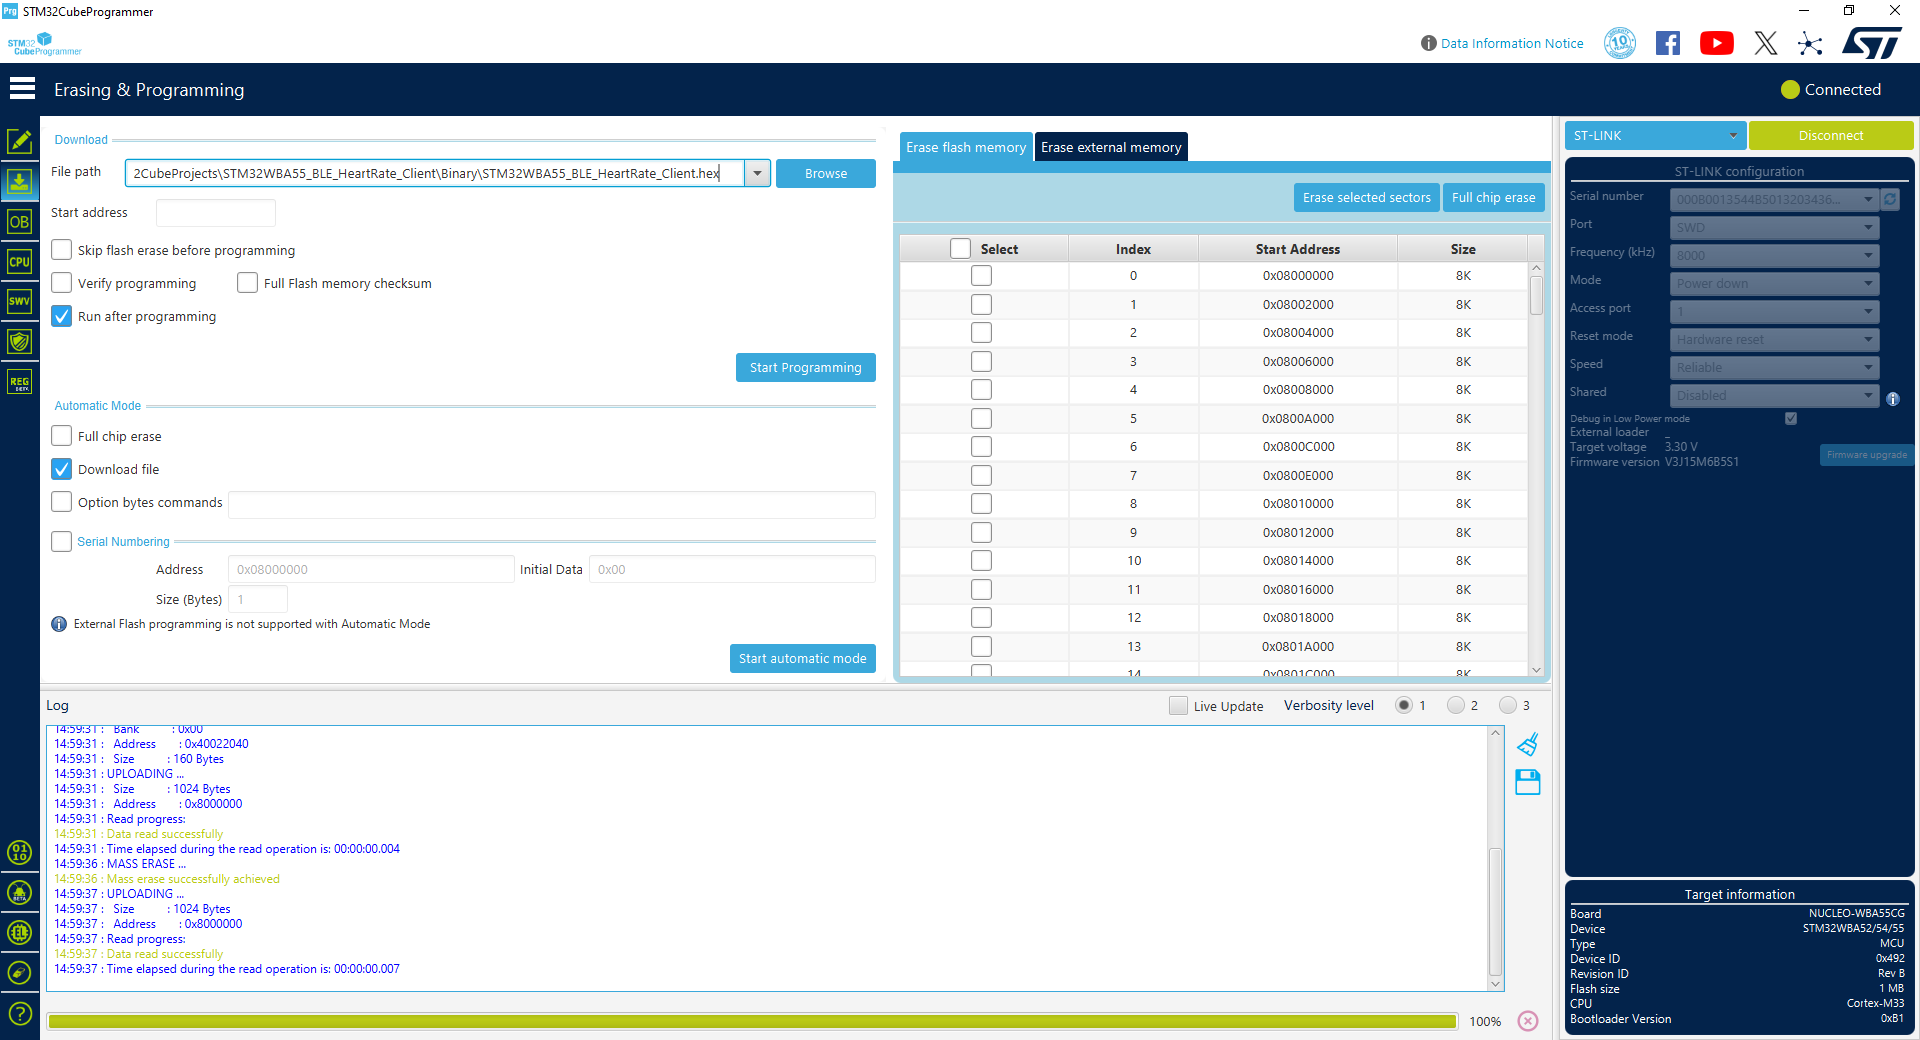 Prg STM32CubeProgrammer
STM32
CubeProgrammer
Data Information Notice
10
Erasing & Programming
Connected
Download
File path 2CubeProjects\STM32WBA55_BLE_HeartRate_Client\Binary\STM32WBA55_BLE_HeartRate_Client.hex Browse
Start address
Skip flash erase before programming
Verify programming Full Flash memory checksum
Run after programming
Start Programming
Automatic Mode
Full chip erase
Download file
Option bytes commands
Serial Numbering
Address 0x08000000 Initial Data 0x00
Size (Bytes) 1
External Flash programming is not supported with Automatic Mode
Start automatic mode
OB
CPU
SWV
REG
BETA
Erase flash memory Erase external memory
Erase selected sectors Full chip erase
Select Index Start Address Size
0 0x08000000 8K
1 0x08002000 8K
2 0x08004000 8K
3 0x08006000 8K
4 0x08008000 8K
5 0x0800A000 8K
6 0x0800C000 8K
7 0x0800E000 8K
8 0x08010000 8K
9 0x08012000 8K
10 0x08014000 8K
11 0x08016000 8K
12 0x08018000 8K
13 0x0801A000 8K
14 0x0801C000 8K
Log Live Update Verbosity level 1 2 3
14:59:31 : Bank : 0x00
14:59:31 : Address : 0x40022040
14:59:31 : Size : 160 Bytes
14:59:31 : UPLOADING ...
14:59:31 : Size : 1024 Bytes
14:59:31 : Address : 0x8000000
14:59:31 : Read progress:
14:59:31 : Data read successfully
14:59:31 : Time elapsed during the read operation is: 00:00:00.004
14:59:36 : MASS ERASE ...
14:59:36 : Mass erase successfully achieved
14:59:37 : UPLOADING ...
14:59:37 : Size : 1024 Bytes
14:59:37 : Address : 0x8000000
14:59:37 : Read progress:
14:59:37 : Data read successfully
14:59:37 : Time elapsed during the read operation is: 00:00:00.007
100%
ST-LINK Disconnect
ST-LINK configuration
Serial number 000B0013544B5013203436...
Port SWD
Frequency (kHz) 8000
Mode Power down
Access port 1
Reset mode Hardware reset
Speed Reliable
Shared Disabled
Debug in Low Power mode
External loader _
Target voltage 3.30 V
Firmware version V3J15M6B5S1
Firmware upgrade
Target information
Board NUCLEO-WBA55CG
Device STM32WBA52/54/55
Type MCU
Device ID 0x492
Revision ID Rev B
Flash size 1 MB
CPU Cortex-M33
Bootloader Version 0xB1